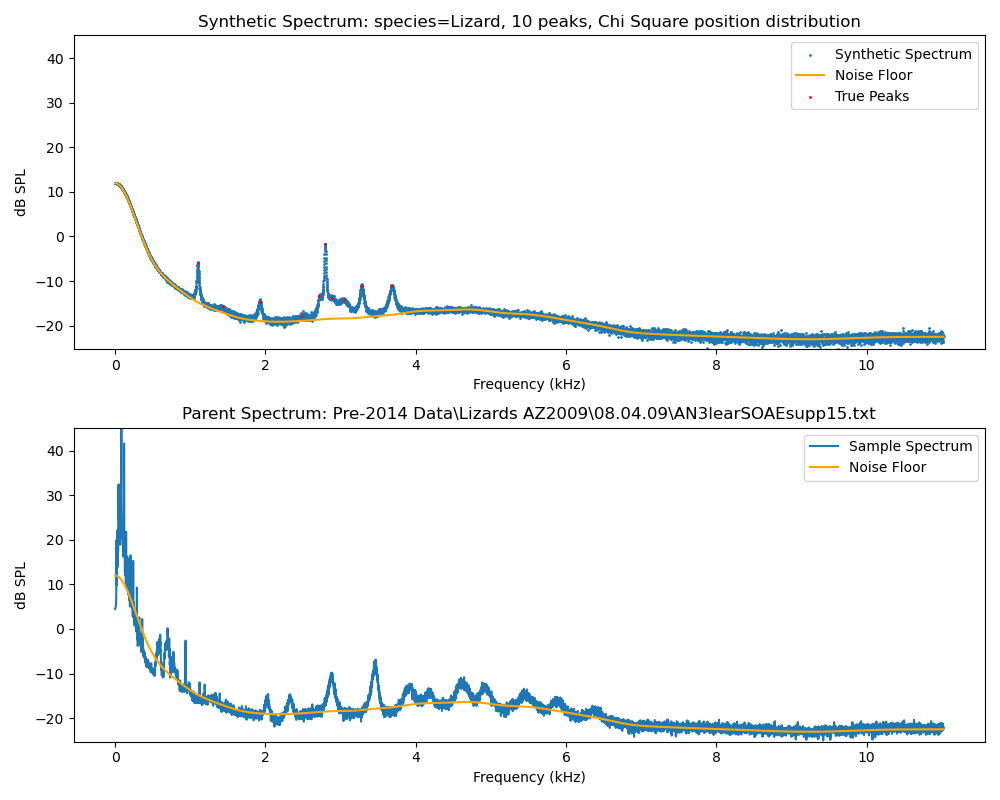 Synthetic Spectrum: species=Lizard, 10 peaks, Chi Square position distribution
40
30
20
10
0
−10
−20
dB SPL
Synthetic Spectrum
Noise Floor
True Peaks
0 2 4 6 8 10
Frequency (kHz)
Parent Spectrum: Pre-2014 Data\Lizards AZ2009\08.04.09\AN3learSOAEsupp15.txt
40
30
20
10
0
−10
−20
dB SPL
Sample Spectrum
Noise Floor
0 2 4 6 8 10
Frequency (kHz)